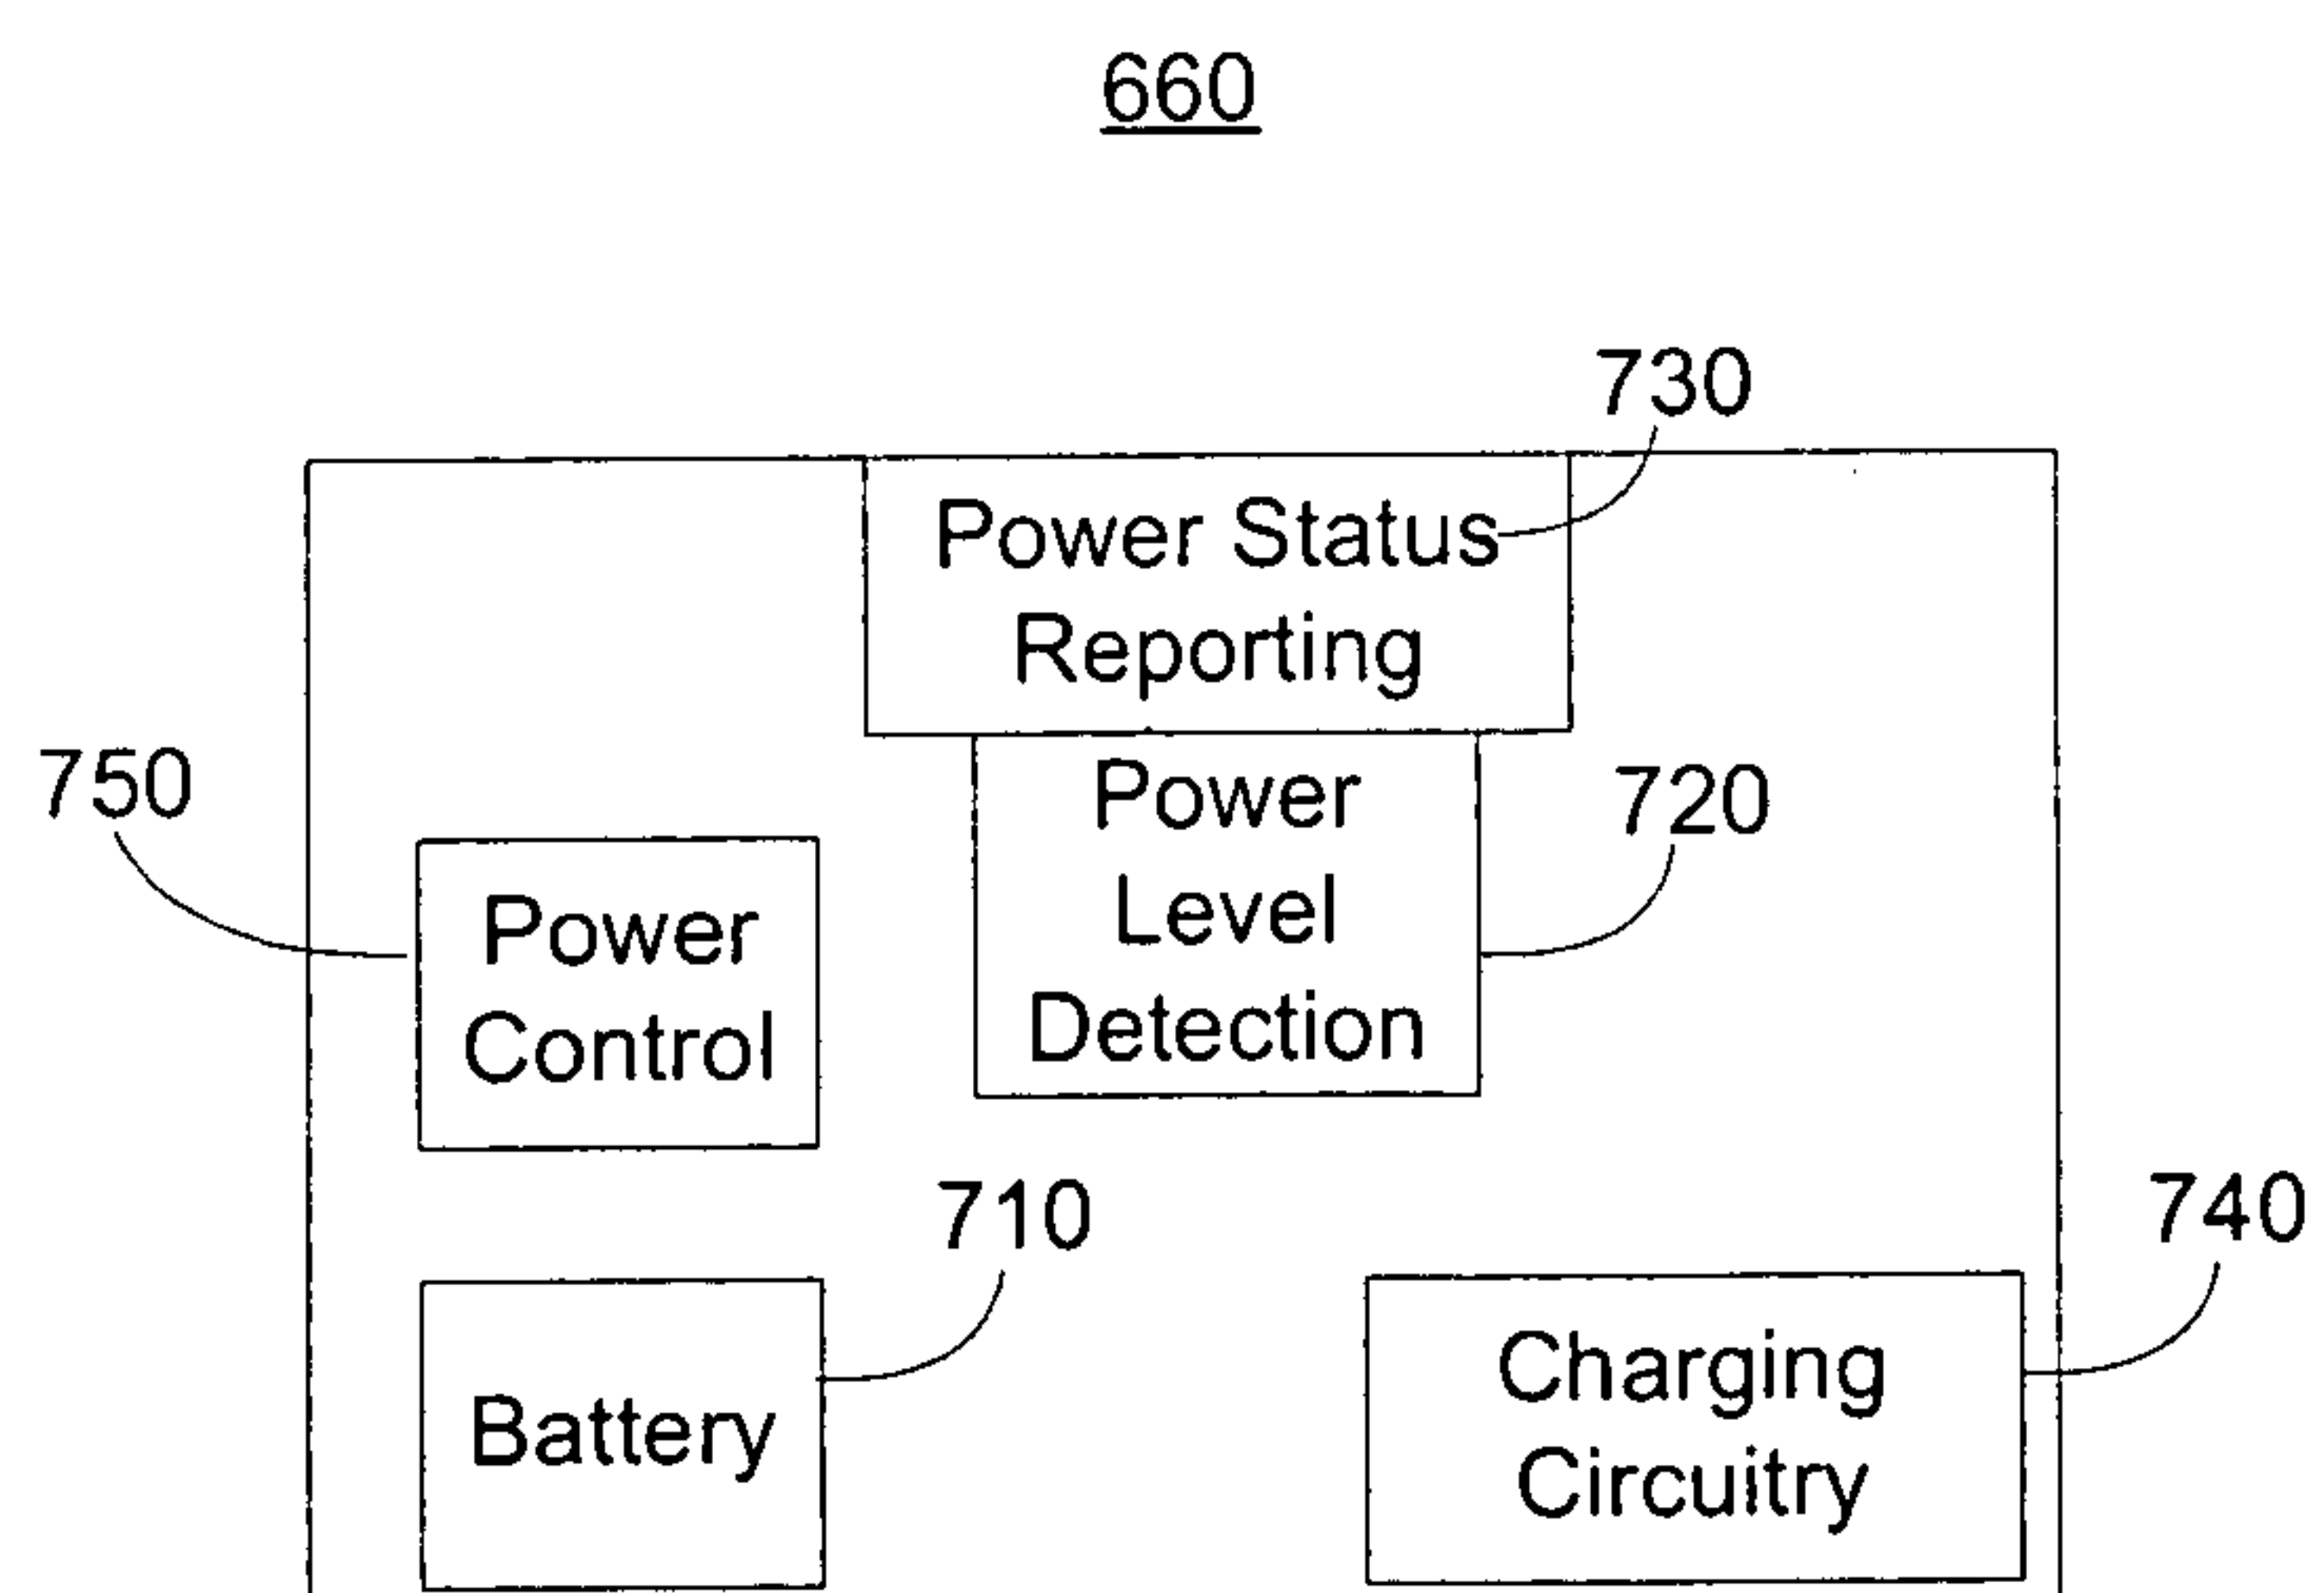 660
730
Power Status
Reporting
750
720
Power
Level
Detection
Power
Control
710
740
Battery
Charging
Circuitry